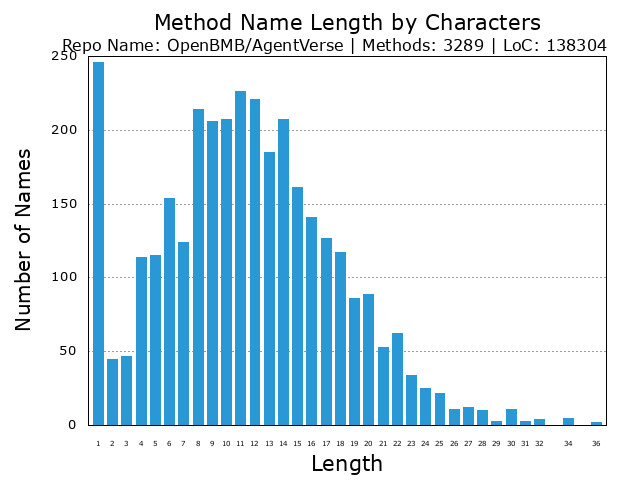 Method Name Length by Characters
Repo Name: OpenBMB/AgentVerse | Methods: 3289 | LoC: 138304
250
200
150
100
50
0
Number of Names
1 2 3 4 5 6 7 8 9 10 11 12 13 14 15 16 17 18 19 20 21 22 23 24 25 26 27 28 29 30 31 32 34 36
Length